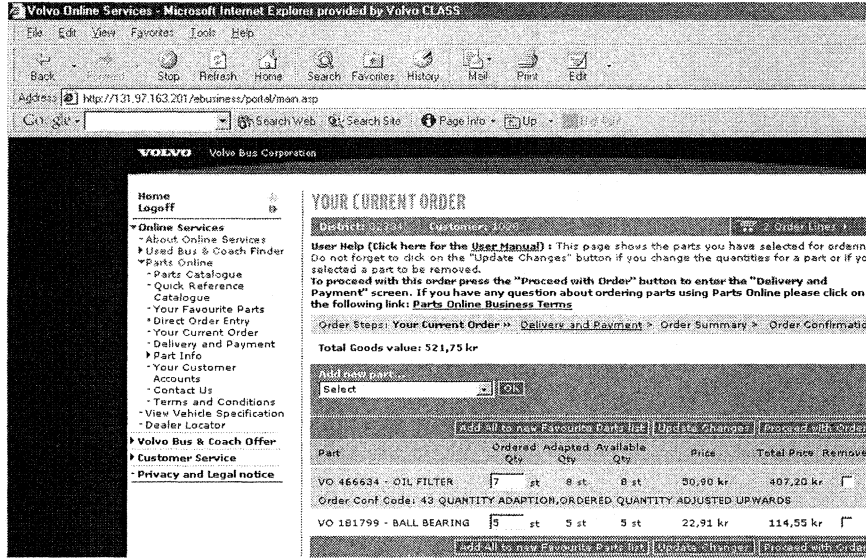 Volvo Online Services - Microsoft Internet Explorer provided by Volvo CLASS
File Edit View Favorites Tools Help
Back Forward Stop Refresh Home Search Favorites History Mail Print Edit
Address http://131.97.163.201/ebusiness/portal/main.asp
Google Search Web Search Site Page Info Up
VOLVO Volvo Bus Corporation
Home
Logoff
Online Services
- About Online Services
Used Bus & Coach Finder
Parts Online
- Parts Catalogue
- Quick Reference
Catalogue
- Your Favourite Parts
Direct Order Entry
- Your Current Order
- Delivery and Payment
Part Info
- Your Customer
Accounts
- Contact Us
- Terms and Conditions
- View Vehicle Specification
- Dealer Locator
Volvo Bus & Coach Offer
Customer Service
- Privacy and Legal notice
YOUR CURRENT ORDER
District: Customer: 2 Order Lines
User Help (Click here for the User Manual) : This page shows the parts you have selected for orderin
Do not forget to click on the "Update Changes" button if you change the quantities for a part or if yo
selected a part to be removed.
To proceed with this order press the "Proceed with Order" button to enter the "Delivery and
Payment" screen. If you have any question about ordering parts using Parts Online please click on
the following link: Parts Online Business Terms
Order Steps: Your Current Order » Delivery and Payment > Order Summary > Order Confirmatio
Total Goods value: 521,75 kr
Add new part...
Select OK
Add All to new Favourite Parts list Update Changes Proceed with Order
Part Ordered Qty Adapted Qty Available Qty Price Total Price Remove
VO 466634 - OIL FILTER 7 st 8 st 8 st 50,90 kr 407,20 kr
Order Conf Code: 43 QUANTITY ADAPTION,ORDERED QUANTITY ADJUSTED UPWARDS
VO 181799 - BALL BEARING 5 st 5 st 5 st 22,91 kr 114,55 kr
Add All to new Favourite Parts list Update Changes Proceed with Order